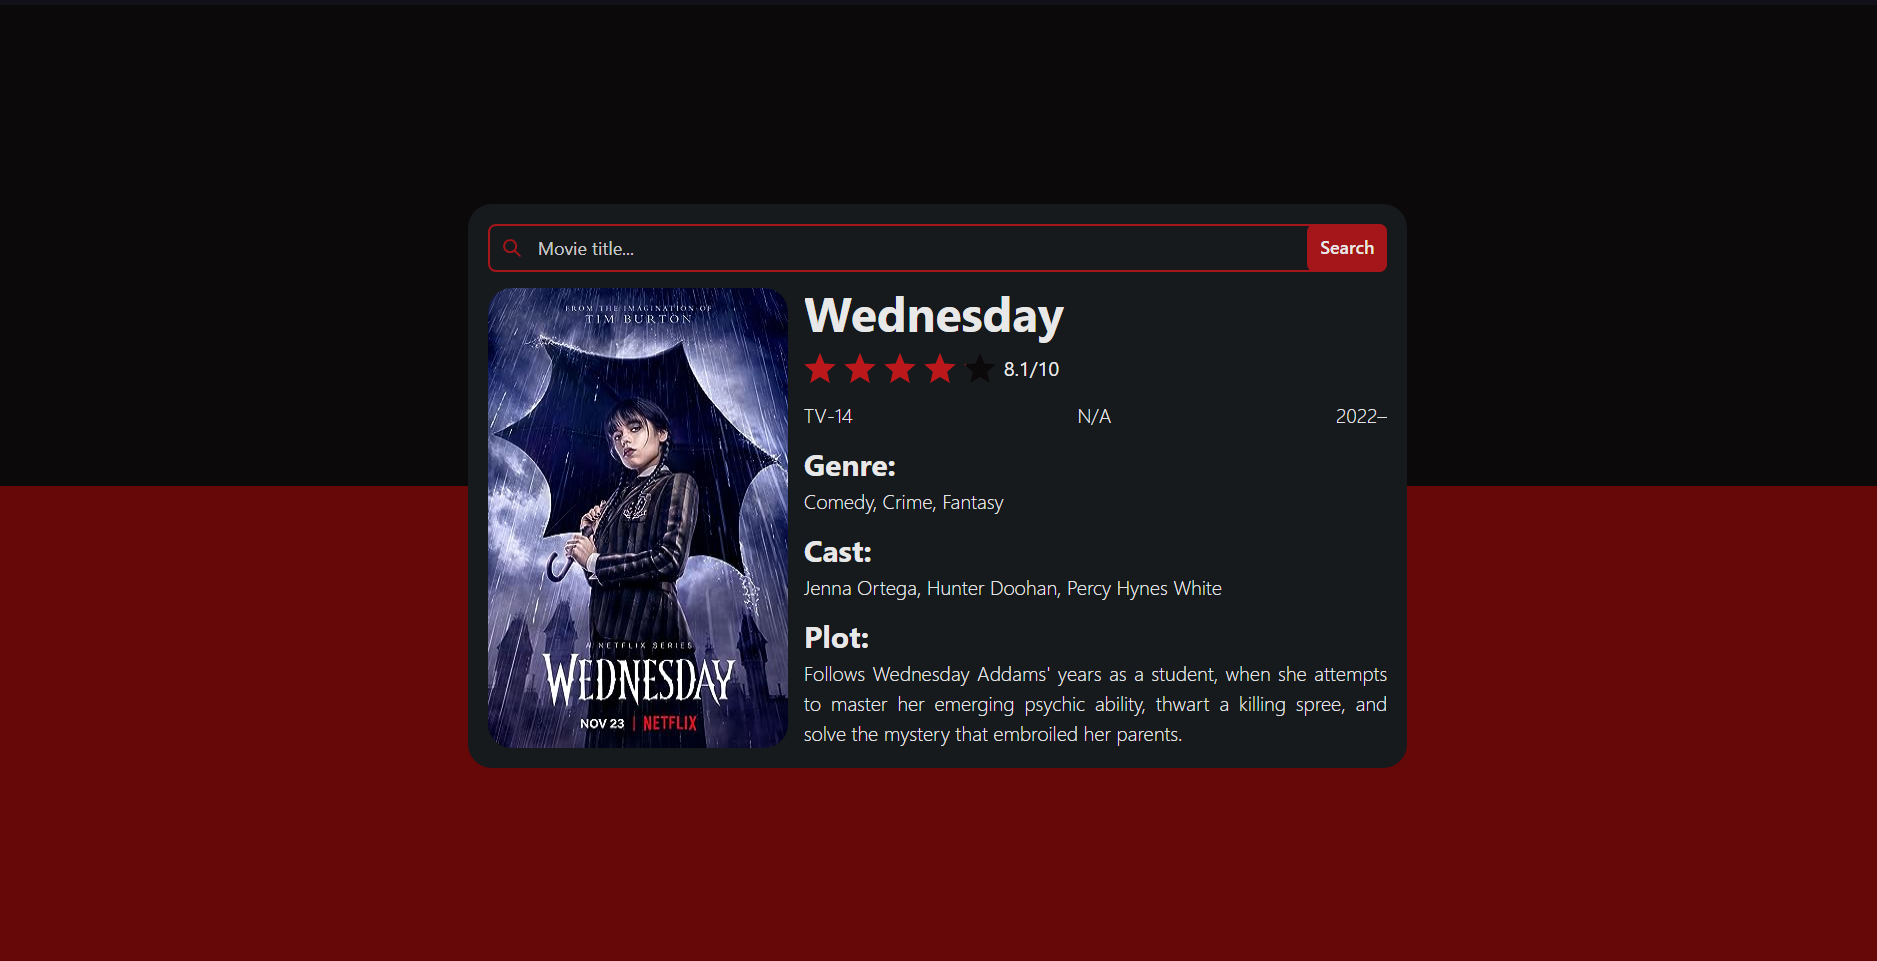 Movie title...
Search
FROM THE IMAGINATION OF
TIM BURTON
A NETFLIX SERIES
WEDNESDAY
NOV 23 | NETFLIX
Wednesday
8.1/10
TV-14 N/A 2022–
Genre:
Comedy, Crime, Fantasy
Cast:
Jenna Ortega, Hunter Doohan, Percy Hynes White
Plot:
Follows Wednesday Addams' years as a student, when she attempts
to master her emerging psychic ability, thwart a killing spree, and
solve the mystery that embroiled her parents.